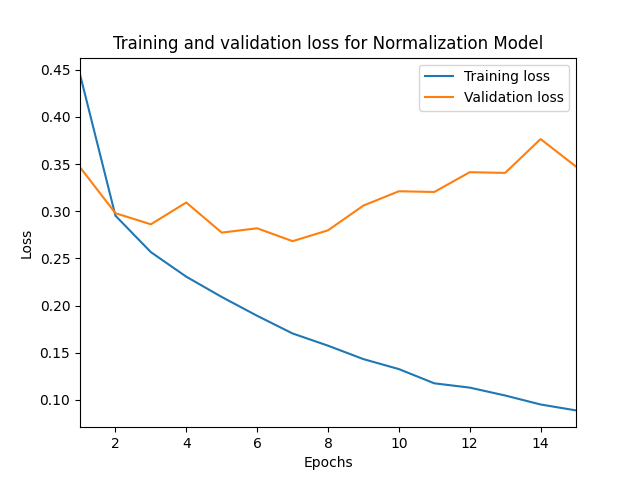 Training and validation loss for Normalization Model
Training loss
Validation loss
0.45
0.40
0.35
0.30
0.25
0.20
0.15
0.10
Loss
2 4 6 8 10 12 14
Epochs